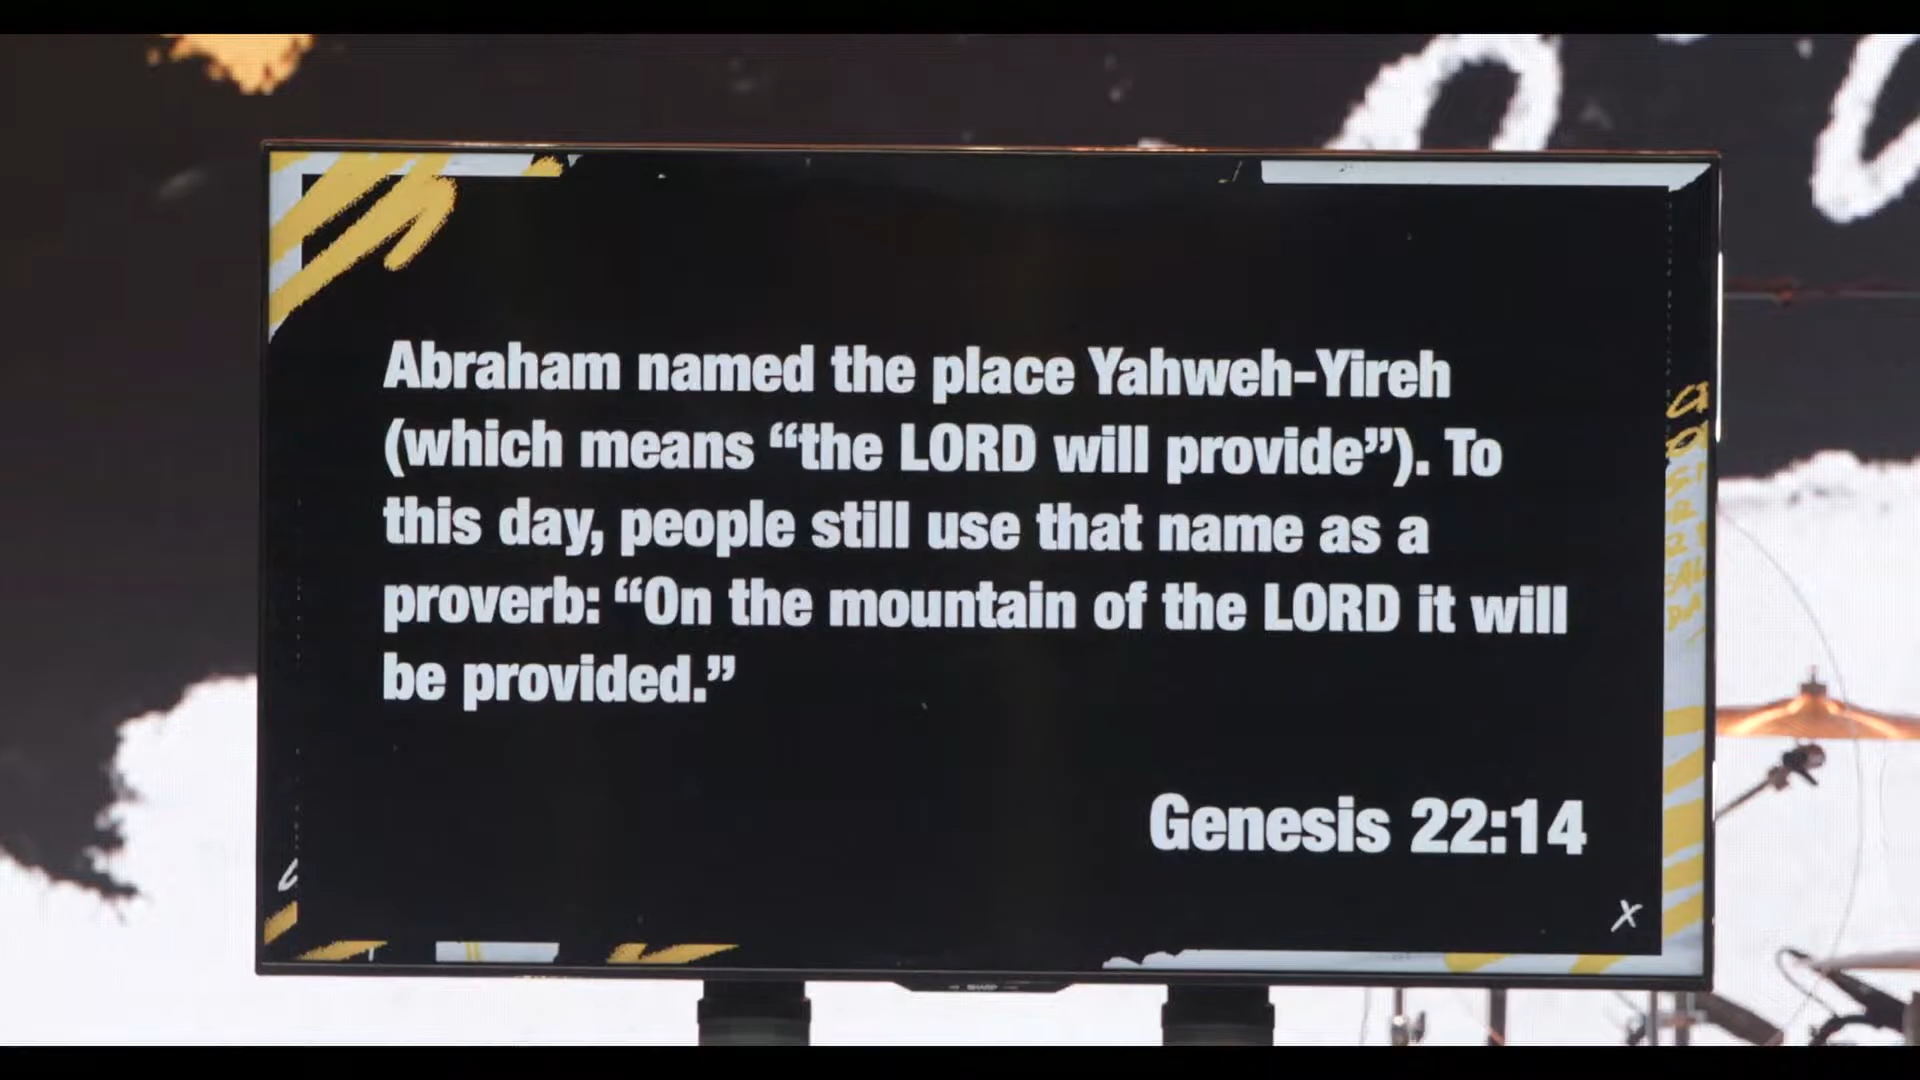 Abraham named the place Yahweh-Yireh
(which means “the LORD will provide”). To
this day, people still use that name as a
proverb: “On the mountain of the LORD it will
be provided.”
Genesis 22:14
X
SHARP